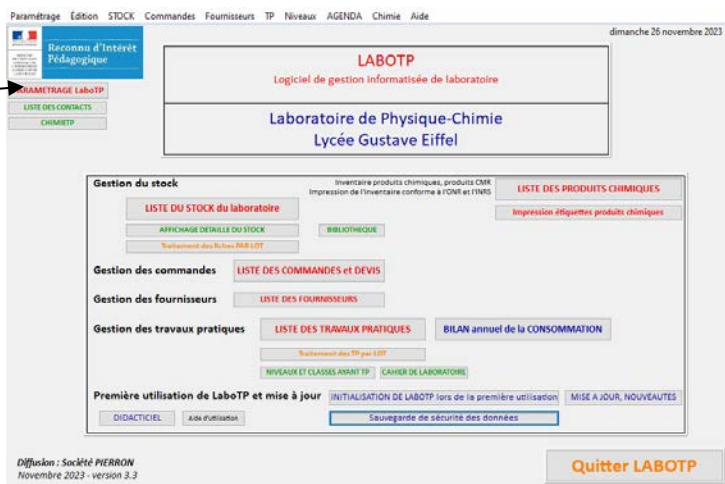 Paramétrage Édition STOCK Commandes Fournisseurs TP Niveaux AGENDA Chimie Aide
dimanche 26 novembre 2023
Reconnu d'Intérêt
Pédagogique
PARAMETRAGE LaboTP
LISTE DES CONTACTS
CHIMIETP
LABOTP
Logiciel de gestion informatisée de laboratoire
Laboratoire de Physique-Chimie
Lycée Gustave Eiffel
Gestion du stock
Inventaire produits chimiques, produits CMR
Impression de l'inventaire conforme à l'ONR et l'INRS
LISTE DES PRODUITS CHIMIQUES
LISTE DU STOCK du laboratoire
Impression étiquettes produits chimiques
AFFICHAGE DETAILLE DU STOCK
BIBLIOTHEQUE
Traitement des fiches PAR LOT
Gestion des commandes
LISTE DES COMMANDES et DEVIS
Gestion des fournisseurs
LISTE DES FOURNISSEURS
Gestion des travaux pratiques
LISTE DES TRAVAUX PRATIQUES
BILAN annuel de la CONSOMMATION
Traitement des TP par LOT
NIVEAUX ET CLASSES AYANT TP
CAHIER DE LABORATOIRE
Première utilisation de LaboTP et mise à jour
INITIALISATION DE LABOTP lors de la première utilisation
MISE A JOUR, NOUVEAUTES
DIDACTICIEL
Aide d'utilisation
Sauvegarde de sécurité des données
Diffusion : Société PIERRON
Novembre 2023 - version 3.3
Quitter LABOTP